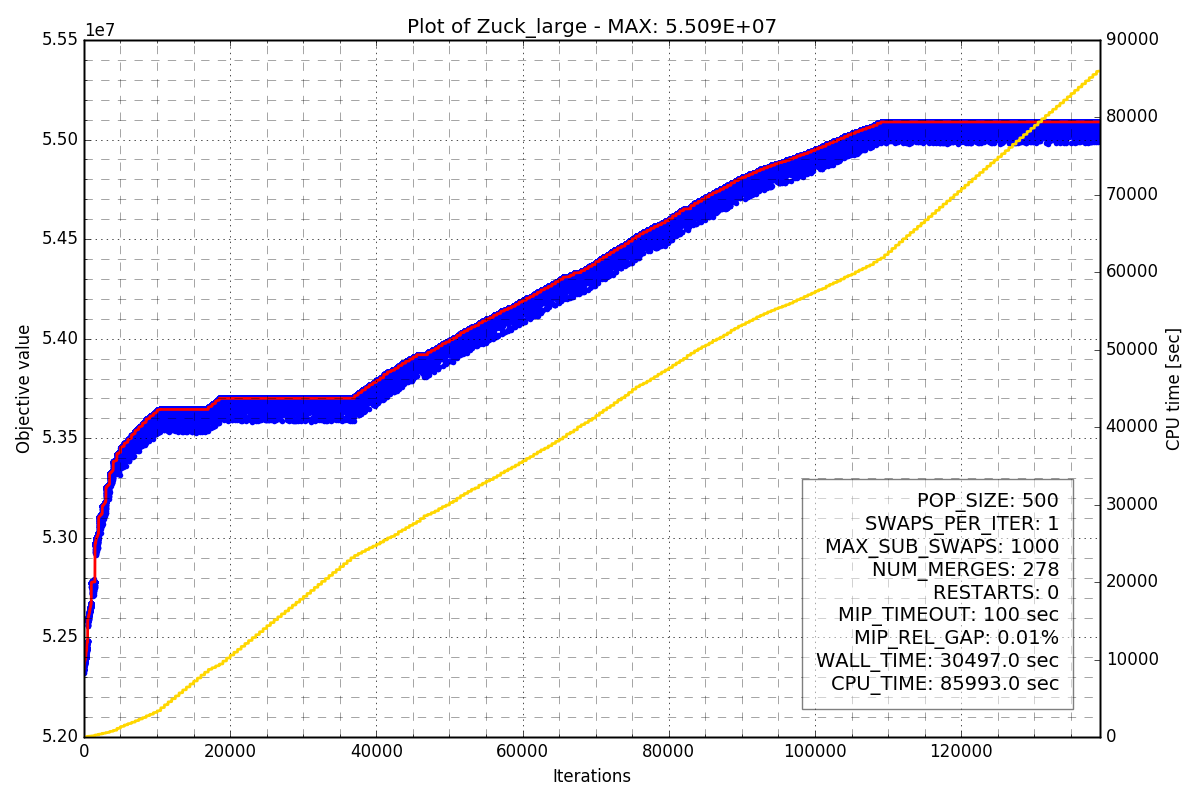 Plot of Zuck_large - MAX: 5.509E+07
1e7
5.55
5.50
5.45
5.40
5.35
5.30
5.25
5.20
Objective value
90000
80000
70000
60000
50000
40000
30000
20000
10000
0
CPU time [sec]
POP_SIZE: 500
SWAPS_PER_ITER: 1
MAX_SUB_SWAPS: 1000
NUM_MERGES: 278
RESTARTS: 0
MIP_TIMEOUT: 100 sec
MIP_REL_GAP: 0.01%
WALL_TIME: 30497.0 sec
CPU_TIME: 85993.0 sec
0 20000 40000 60000 80000 100000 120000
Iterations